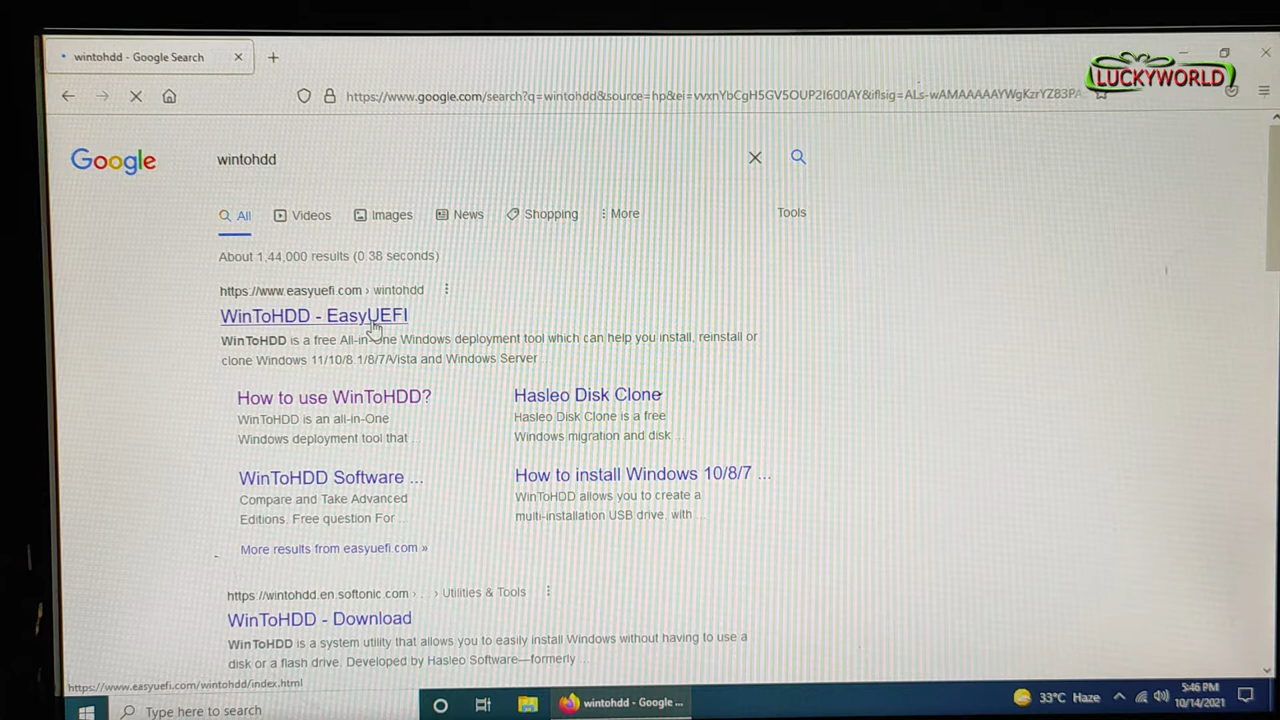 wintohdd - Google Search
LUCKYWORLD
Google
wintohdd
All
Videos
Images
News
Shopping
More
Tools
About 1,44,000 results (0.38 seconds)
https://www.easyuefi.com › wintohdd
WinToHDD - EasyUEFI
WinToHDD is a free All-in-One Windows deployment tool which can help you install, reinstall or
clone Windows 11/10/8.1/8/7/Vista and Windows Server ...
How to use WinToHDD?
WinToHDD is an all-in-One
Windows deployment tool that ...
Hasleo Disk Clone
Hasleo Disk Clone is a free
Windows migration and disk ...
WinToHDD Software ...
Compare and Take Advanced
Editions. Free question For ...
How to install Windows 10/8/7 ...
WinToHDD allows you to create a
multi-installation USB drive, with ...
More results from easyuefi.com »
https://wintohdd.en.softonic.com › ... › Utilities & Tools
WinToHDD - Download
WinToHDD is a system utility that allows you to easily install Windows without having to use a
disk or a flash drive. Developed by Hasleo Software—formerly ...
https://www.easyuefi.com/wintohdd/index.html
Type here to search
wintohdd - Google ...
33°C Haze
5:46 PM
10/14/2021